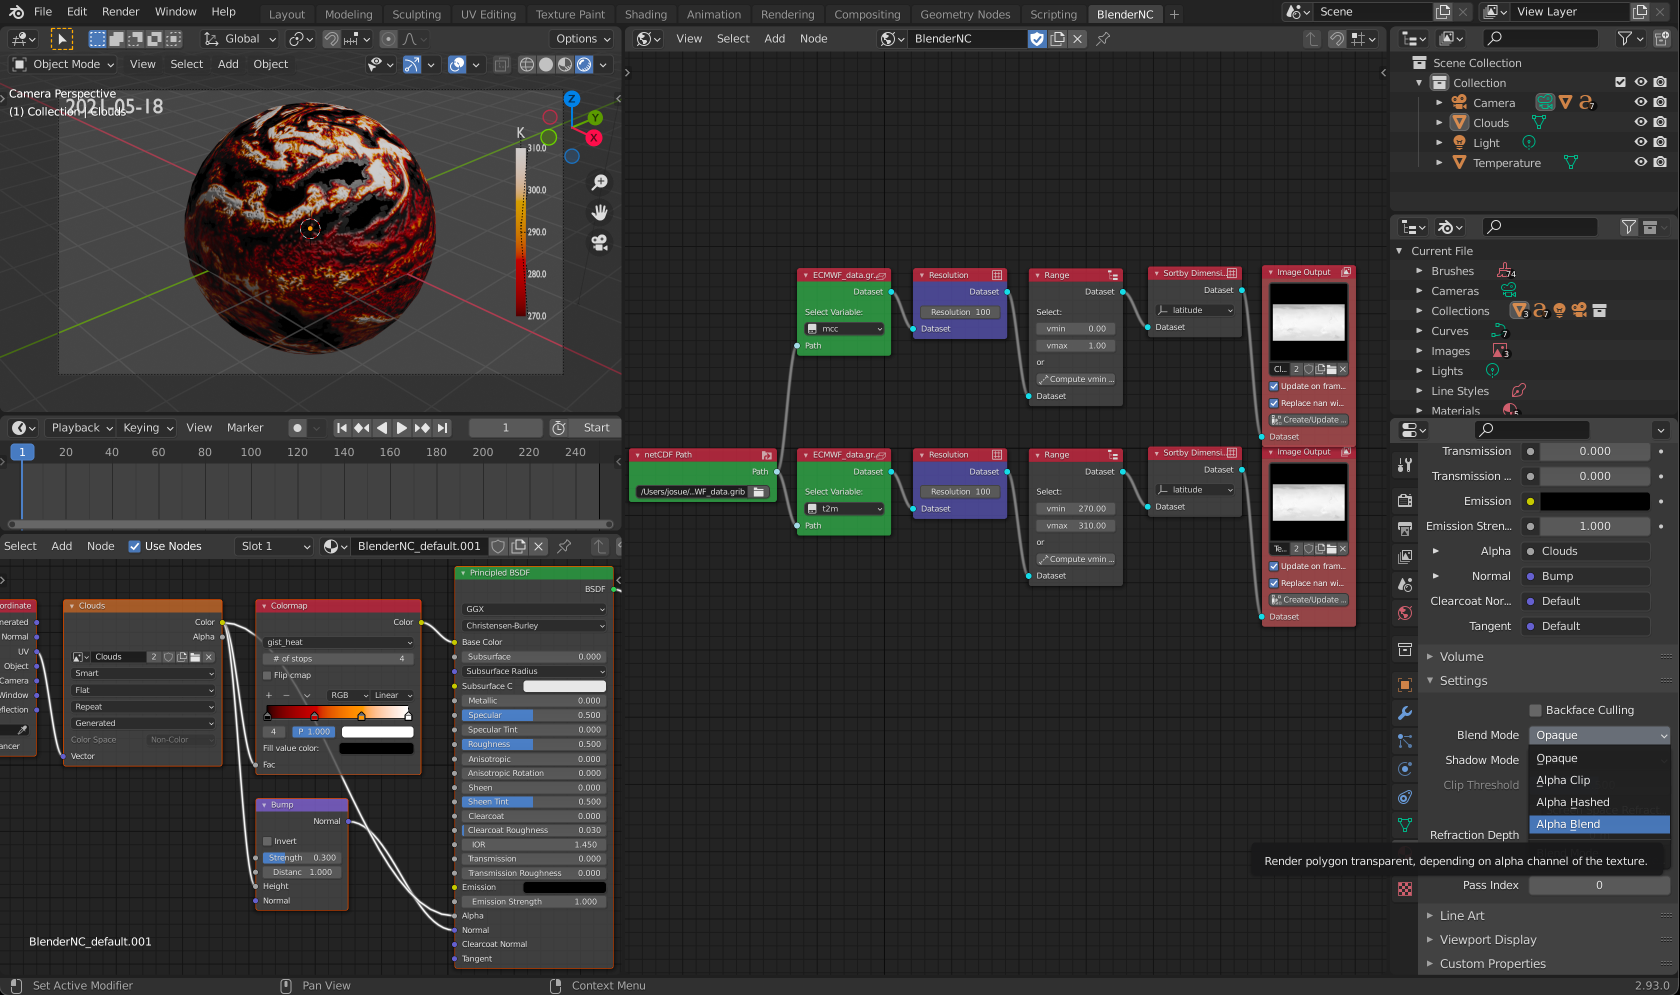 File Edit Render Window Help Layout Modeling Sculpting UV Editing Texture Paint Shading Animation Rendering Compositing Geometry Nodes Scripting BlenderNC + Scene View Layer
Global Options
View Select Add Node BlenderNC
Object Mode View Select Add Object
Camera Perspective
2021-05-18
(1) Collection | Clouds
K
310.0
300.0
290.0
280.0
270.0
Z
Y
X
Scene Collection
Collection
Camera 7
Clouds
Light
Temperature
Current File
Brushes 74
Cameras
Collections 3 7
Curves 7
Images 3
Lights
Line Styles
Materials 5
Playback Keying View Marker 1 Start
1 20 40 60 80 100 120 140 160 180 200 220 240
ECMWF_data.gr..
Dataset
Select Variable:
mcc
Path
Resolution
Dataset
Resolution 100
Dataset
Range
Dataset
Select:
vmin 0.00
vmax 1.00
or
Compute vmin ...
Dataset
Sortby Dimensi..
Dataset
latitude
Dataset
Image Output
Cl... 2
Update on fram...
Replace nan wi...
Create/Update ...
Dataset
netCDF Path
Path
/Users/josue/...WF_data.grib
ECMWF_data.gr..
Dataset
Select Variable:
t2m
Path
Resolution
Dataset
Resolution 100
Dataset
Range
Dataset
Select:
vmin 270.00
vmax 310.00
or
Compute vmin ...
Dataset
Sortby Dimensi..
Dataset
latitude
Dataset
Image Output
Te... 2
Update on fram...
Replace nan wi...
Create/Update ...
Dataset
Select Add Node Use Nodes Slot 1 BlenderNC_default.001
ordinate
nerated
Normal
UV
Object
Camera
Window
flection
ancer
Clouds
Color
Alpha
Clouds 2
Smart
Flat
Repeat
Generated
Color Space Non-Color
Vector
Colormap
Color
gist_heat
# of stops 4
Flip cmap
+ − RGB Linear
4 P 1.000
Fill value color:
Fac
Bump
Normal
Invert
Strength 0.300
Distanc 1.000
Height
Normal
Principled BSDF
BSDF
GGX
Christensen-Burley
Base Color
Subsurface 0.000
Subsurface Radius
Subsurface C
Metallic 0.000
Specular 0.500
Specular Tint 0.000
Roughness 0.500
Anisotropic 0.000
Anisotropic Rotation 0.000
Sheen 0.000
Sheen Tint 0.500
Clearcoat 0.000
Clearcoat Roughness 0.030
IOR 1.450
Transmission 0.000
Transmission Roughness 0.000
Emission
Emission Strength 1.000
Alpha
Normal
Clearcoat Normal
Tangent
BlenderNC_default.001
Transmission 0.000
Transmission ... 0.000
Emission
Emission Stren... 1.000
Alpha Clouds
Normal Bump
Clearcoat Nor... Default
Tangent Default
Volume
Settings
Backface Culling
Blend Mode Opaque
Shadow Mode
Clip Threshold
Opaque
Alpha Clip
Alpha Hashed
Alpha Blend
Refraction Depth
Render polygon transparent, depending on alpha channel of the texture.
Pass Index 0
Line Art
Viewport Display
Custom Properties
Set Active Modifier Pan View Context Menu 2.93.0